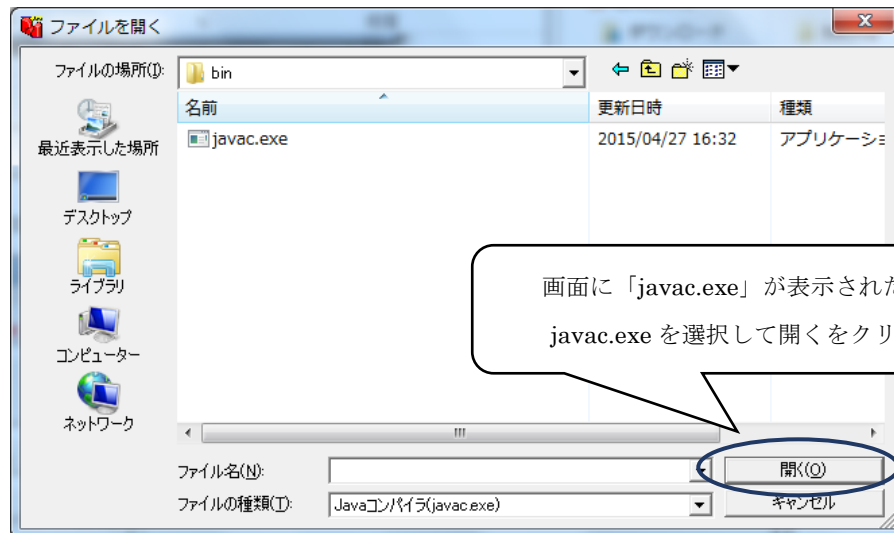 ファイルを開く
ファイルの場所(I):
bin
名前
更新日時
種類
javac.exe
2015/04/27 16:32
アプリケーショ
最近表示した場所
デスクトップ
ライブラリ
コンピューター
ネットワーク
画面に「javac.exe」が表示された
javac.exe を選択して開くをクリ
ファイル名(N):
開く(O)
ファイルの種類(T):
Javaコンパイラ(javac.exe)
キャンセル